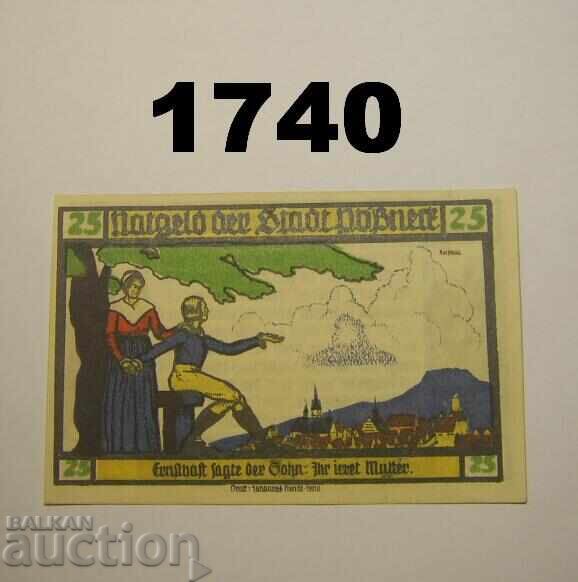 1740
25 Notgeld der Stadt Pößneck 25
25 Ernsthaft sagte der Sohn: Ihr irret Mutter. 25
BALKAN
auction